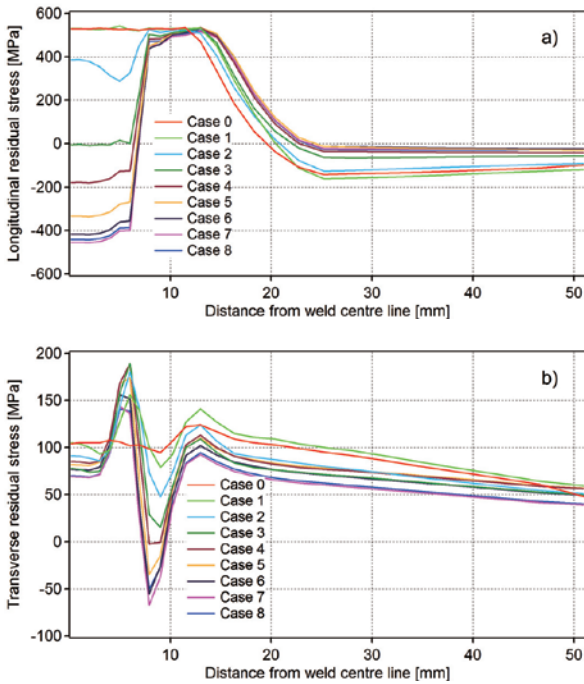 a)
Longitudinal residual stress [MPa]
600
400
200
0
-200
-400
-600
Case 0
Case 1
Case 2
Case 3
Case 4
Case 5
Case 6
Case 7
Case 8
0 10 20 30 40 50
Distance from weld centre line [mm]
b)
Transverse residual stress [MPa]
200
150
100
50
0
-50
-100
Case 0
Case 1
Case 2
Case 3
Case 4
Case 5
Case 6
Case 7
Case 8
0 10 20 30 40 50
Distance from weld centre line [mm]